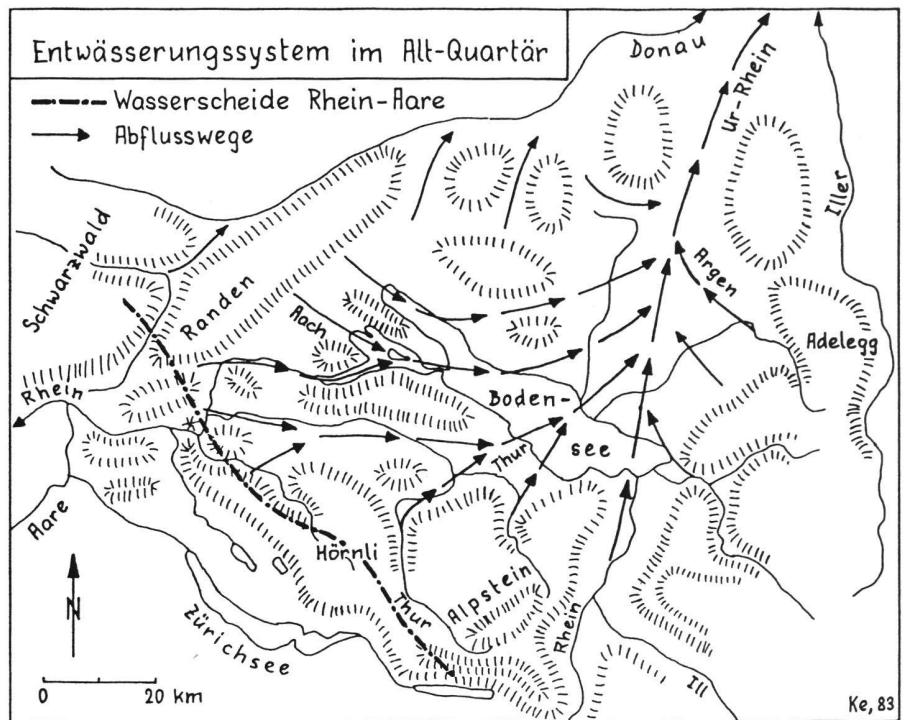 Entwässerungssystem im Alt-Quartär
Wasserscheide Rhein-Aare
Abflusswege
Donau
Ur-Rhein
Iller
Schwarzwald
Randen
Aach
Argen
Adelegg
Rhein
Boden-
see
Thur
Aare
Hörnli
Thur
Alpstein
Rhein
Zürichsee
Ill
N
0 20 km
Ke, 83